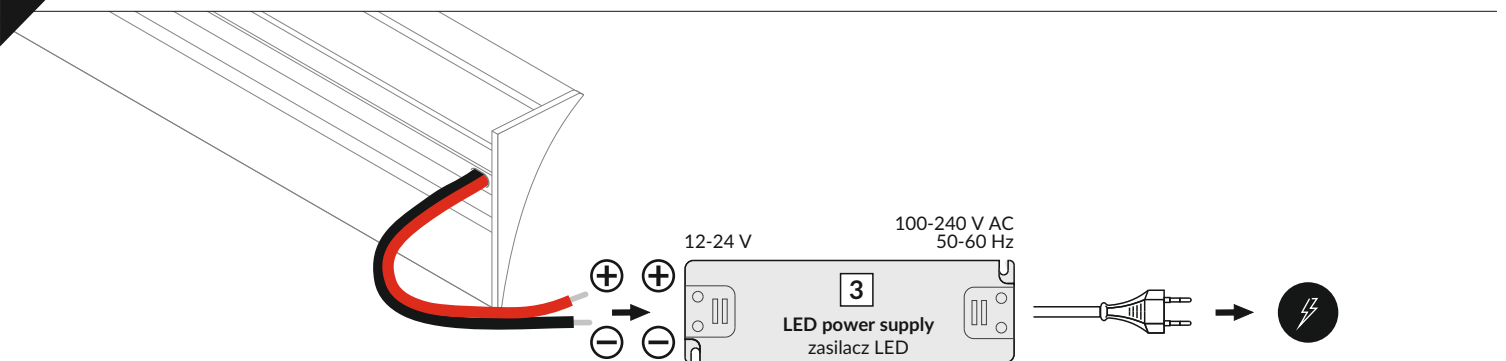 12-24 V
100-240 V AC
50-60 Hz
3
LED power supply
zasilacz LED